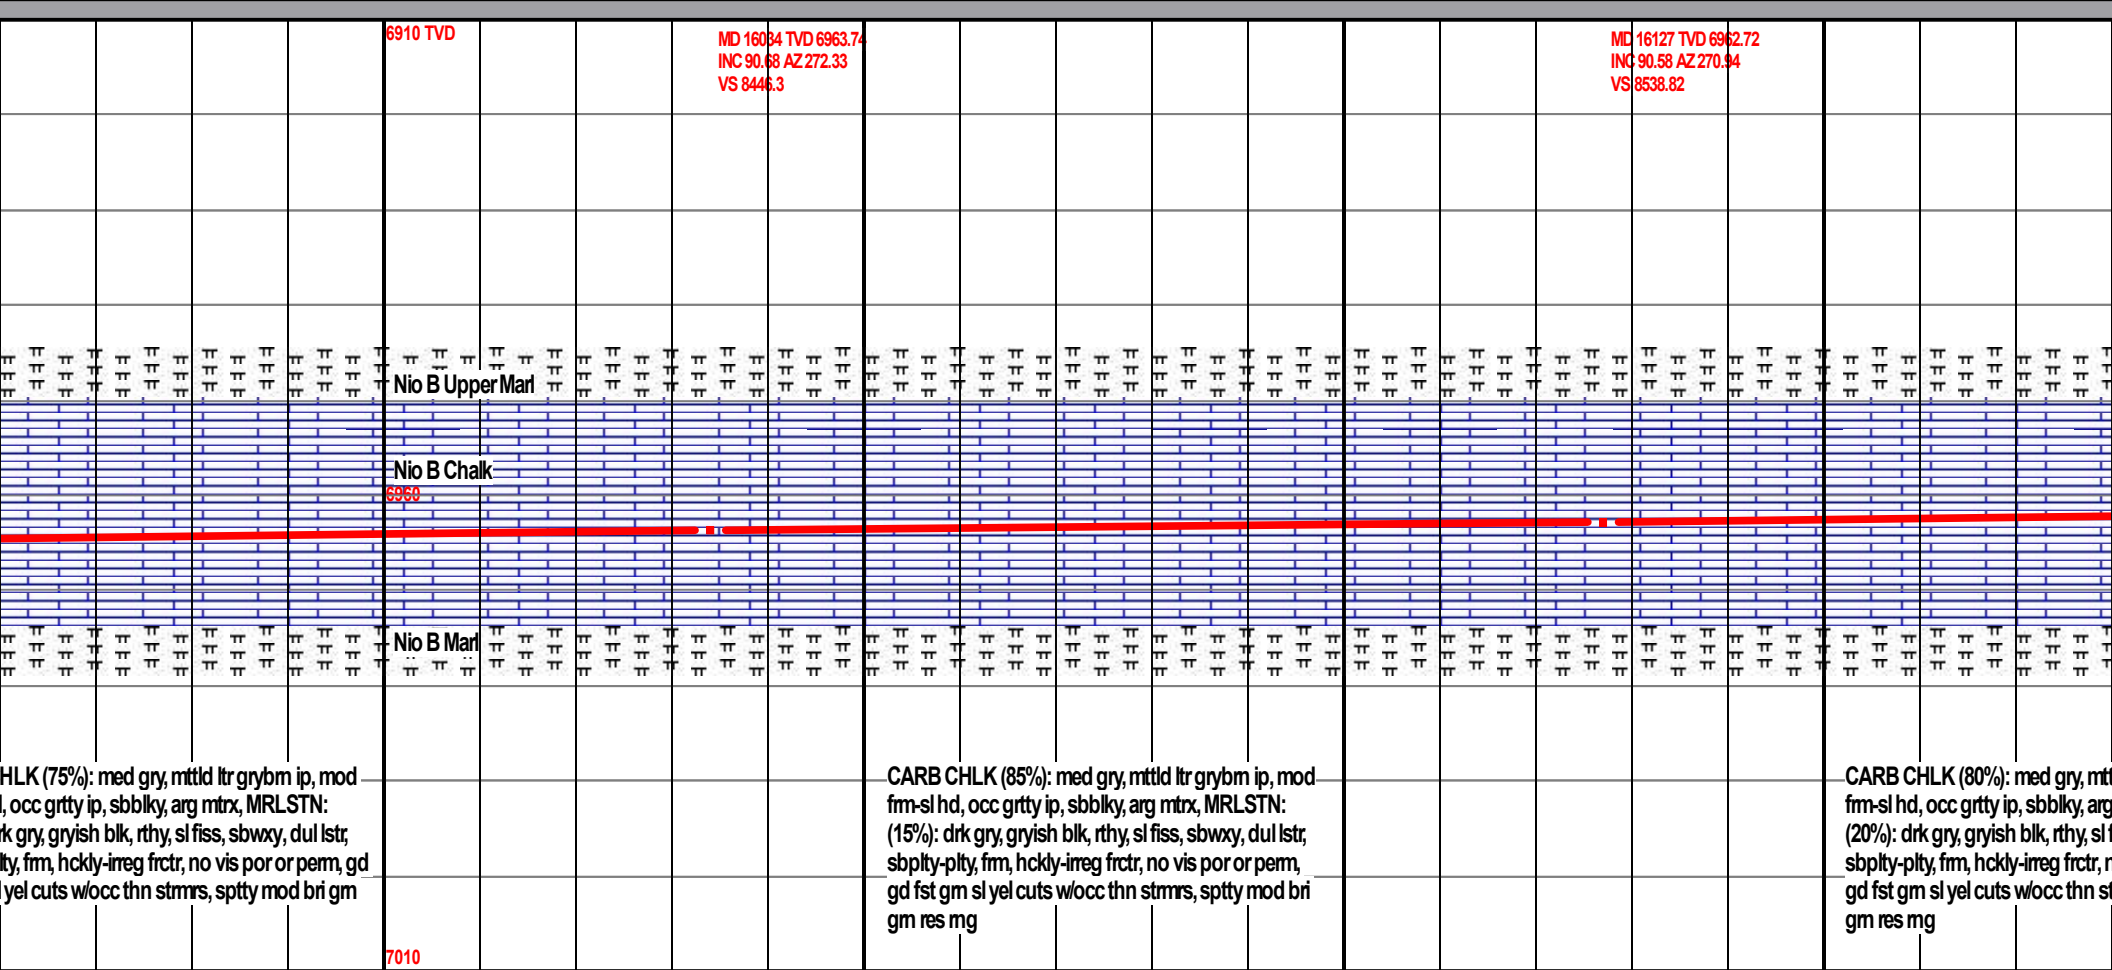 6910 TVD
MD 16034 TVD 6963.74
INC 90.68 AZ 272.33
VS 8446.3
MD 16127 TVD 6962.72
INC 90.58 AZ 270.94
VS 8538.82
Nio B Upper Marl
Nio B Chalk
6960
Nio B Marl
HLK (75%): med gry, mttld ltr grybrn ip, mod
, occ grtty ip, sbblky, arg mtrx, MRLSTN:
rk gry, gryish blk, rthy, sl fiss, sbwxy, dul lstr,
lty, frm, hckly-irreg frctr, no vis por or perm, gd
yel cuts w/occ thn strmrs, sptty mod bri grn
CARB CHLK (85%): med gry, mttld ltr grybrn ip, mod
frm-sl hd, occ grtty ip, sbblky, arg mtrx, MRLSTN:
(15%): drk gry, gryish blk, rthy, sl fiss, sbwxy, dul lstr,
sbplty-plty, frm, hckly-irreg frctr, no vis por or perm,
gd fst grn sl yel cuts w/occ thn strmrs, sptty mod bri
grn res rng
CARB CHLK (80%): med gry, mtt
frm-sl hd, occ grtty ip, sbblky, arg
(20%): drk gry, gryish blk, rthy, sl f
sbplty-plty, frm, hckly-irreg frctr, n
gd fst grn sl yel cuts w/occ thn st
grn res rng
7010